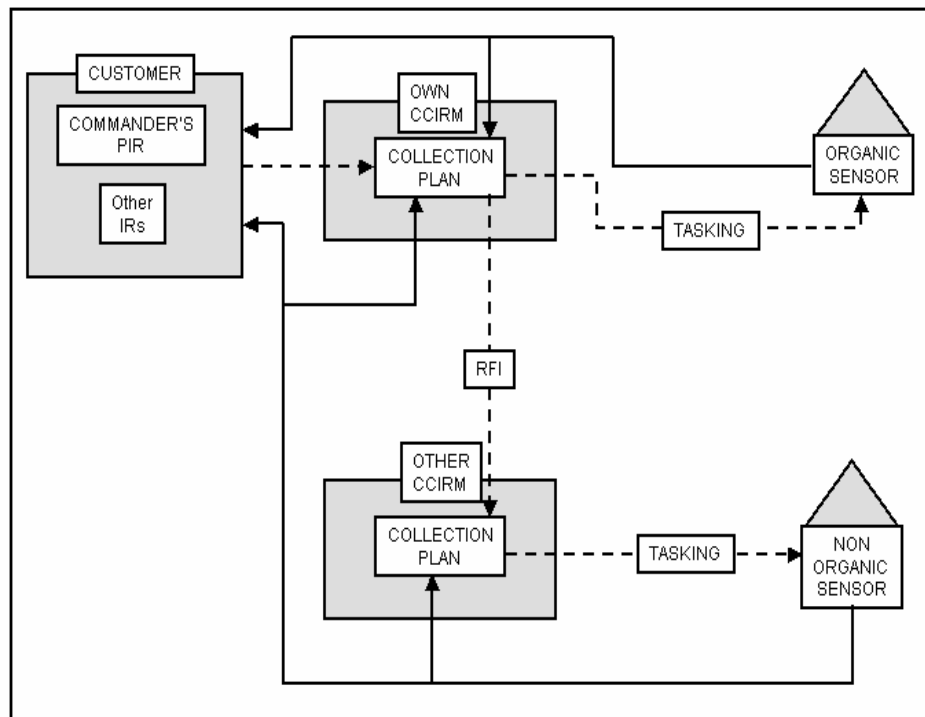 CUSTOMER
COMMANDER'S
PIR
Other
IRs
OWN
CCIRM
COLLECTION
PLAN
ORGANIC
SENSOR
TASKING
RFI
OTHER
CCIRM
COLLECTION
PLAN
TASKING
NON
ORGANIC
SENSOR